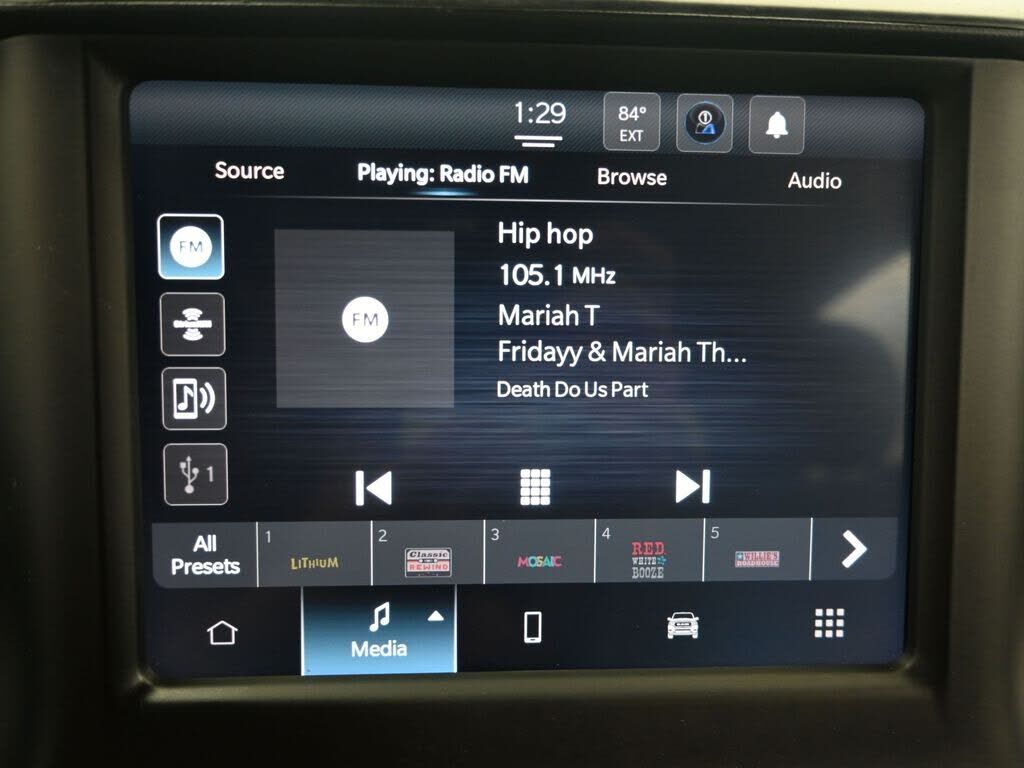 1:29
84°
EXT
Source
Playing: Radio FM
Browse
Audio
FM
FM
Hip hop
105.1 MHz
Mariah T
Fridayy & Mariah Th...
Death Do Us Part
1
All
Presets
1
LITHIUM
2
Classic
REWIND
3
MOSAIC
4
RED
WHITE
BOOZE
5
WILLIE'S
ROADHOUSE
Media